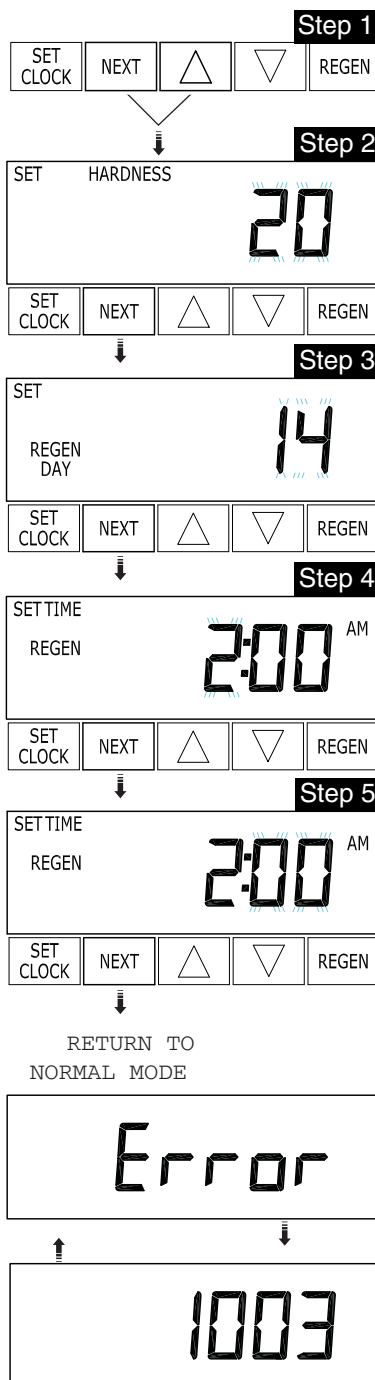 Step 1
SET CLOCK NEXT REGEN
Step 2
SET HARDNESS
20
SET CLOCK NEXT REGEN
Step 3
SET
14
REGEN
DAY
SET CLOCK NEXT REGEN
Step 4
SET TIME
REGEN 2:00 AM
SET CLOCK NEXT REGEN
Step 5
SET TIME
REGEN 2:00 AM
SET CLOCK NEXT REGEN
RETURN TO
NORMAL MODE
Error
1003